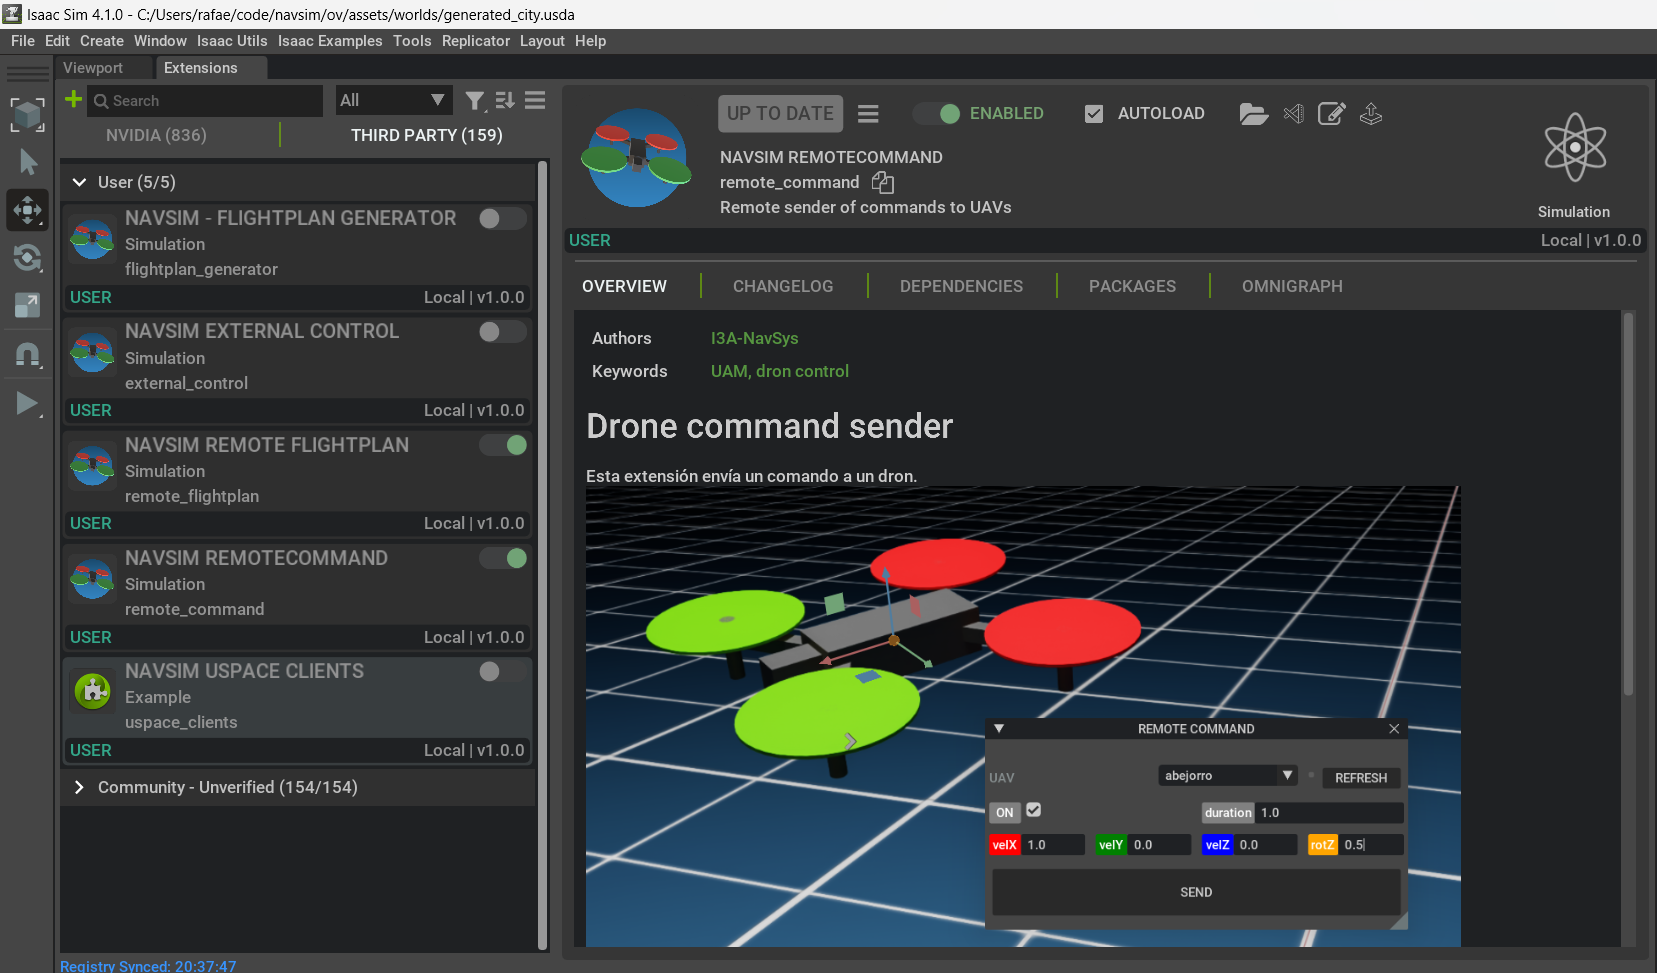 Isaac Sim 4.1.0 - C:/Users/rafae/code/navsim/ov/assets/worlds/generated_city.usda
File Edit Create Window Isaac Utils Isaac Examples Tools Replicator Layout Help
Viewport Extensions
Search All
NVIDIA (836) THIRD PARTY (159)
User (5/5)
NAVSIM - FLIGHTPLAN GENERATOR
Simulation
flightplan_generator
USER Local | v1.0.0
NAVSIM EXTERNAL CONTROL
Simulation
external_control
USER Local | v1.0.0
NAVSIM REMOTE FLIGHTPLAN
Simulation
remote_flightplan
USER Local | v1.0.0
NAVSIM REMOTECOMMAND
Simulation
remote_command
USER Local | v1.0.0
NAVSIM USPACE CLIENTS
Example
uspace_clients
USER Local | v1.0.0
Community - Unverified (154/154)
Registry Synced: 20:37:47
UP TO DATE ENABLED AUTOLOAD
NAVSIM REMOTECOMMAND
remote_command
Remote sender of commands to UAVs
Simulation
USER Local | v1.0.0
OVERVIEW CHANGELOG DEPENDENCIES PACKAGES OMNIGRAPH
Authors I3A-NavSys
Keywords UAM, dron control
Drone command sender
Esta extensión envía un comando a un dron.
REMOTE COMMAND
UAV abejorro REFRESH
ON duration 1.0
velX 1.0 velY 0.0 velZ 0.0 rotZ 0.5
SEND